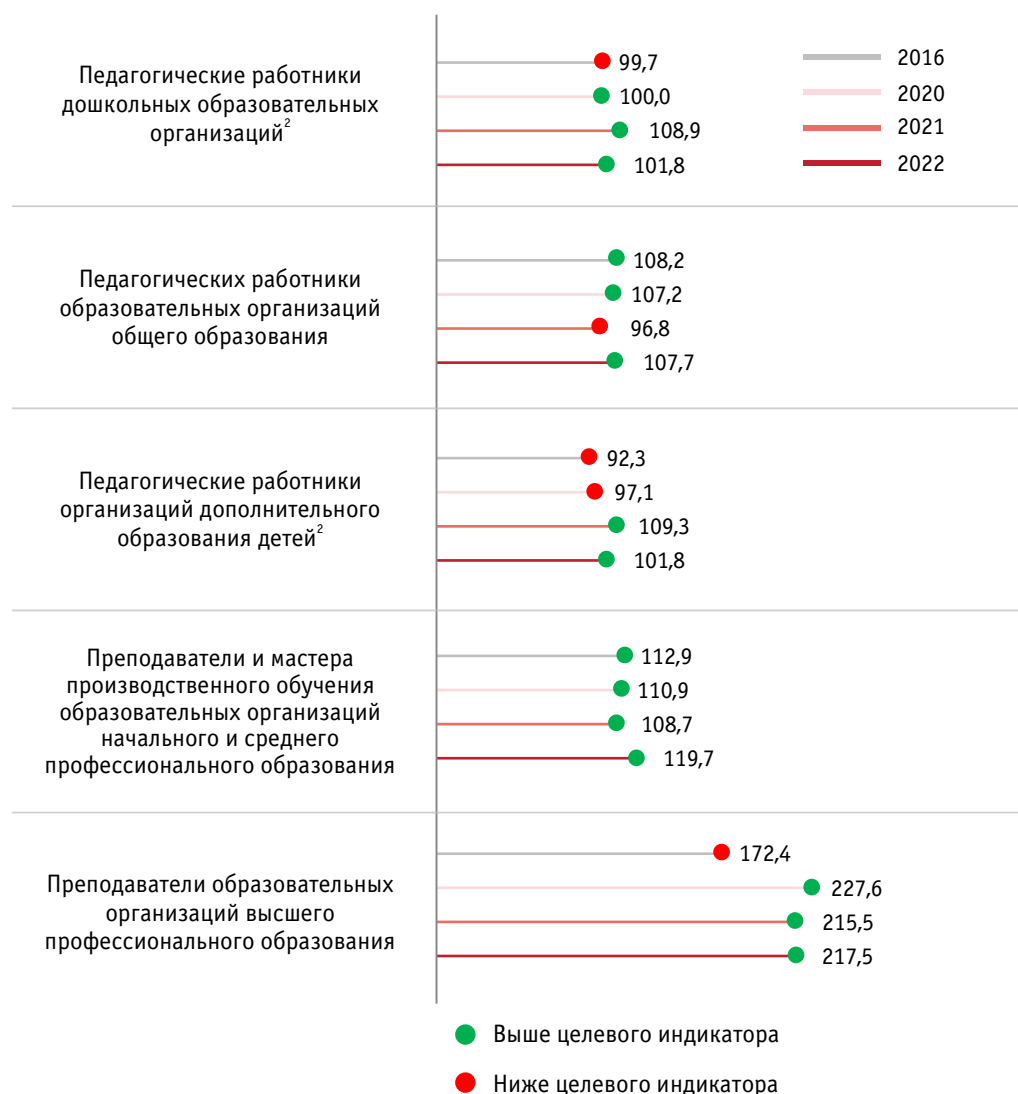 Педагогические работники
дошкольных образовательных
организаций²
99,7
100,0
108,9
101,8
2016
2020
2021
2022
Педагогических работники
образовательных организаций
общего образования
108,2
107,2
96,8
107,7
Педагогические работники
организаций дополнительного
образования детей²
92,3
97,1
109,3
101,8
Преподаватели и мастера
производственного обучения
образовательных организаций
начального и среднего
профессионального образования
112,9
110,9
108,7
119,7
Преподаватели образовательных
организаций высшего
профессионального образования
172,4
227,6
215,5
217,5
Выше целевого индикатора
Ниже целевого индикатора